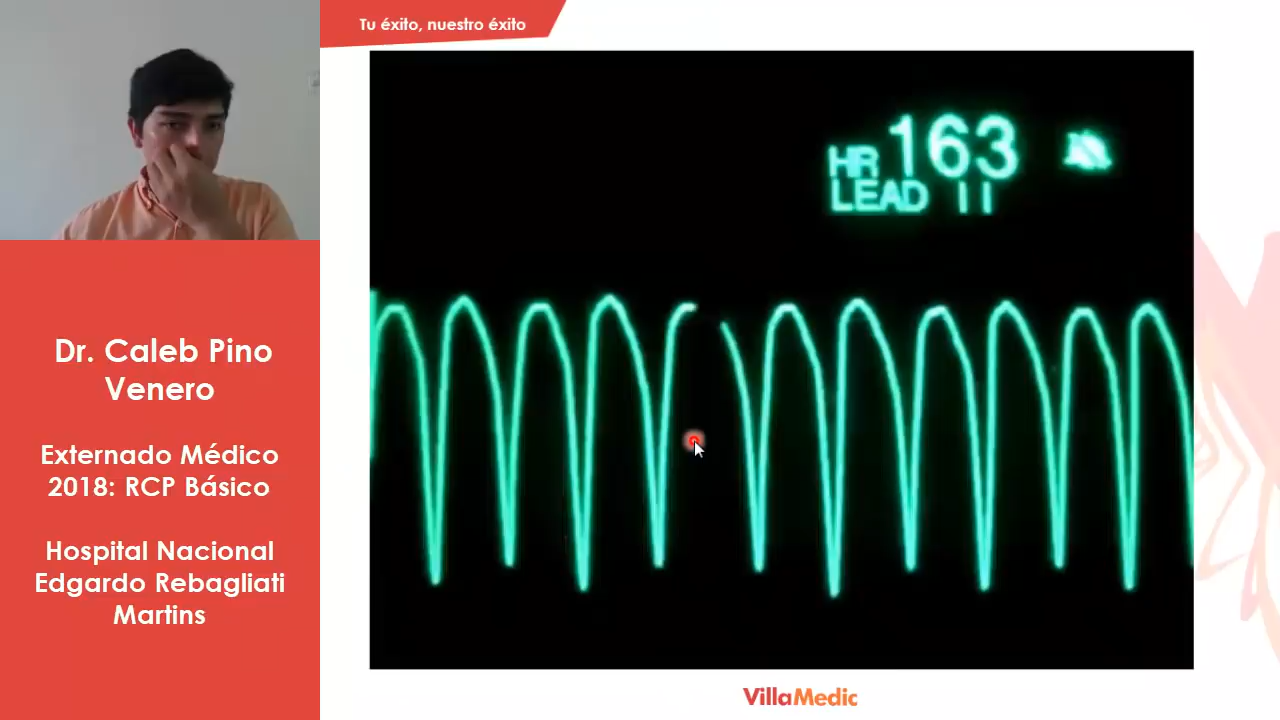 Tu éxito, nuestro éxito
HR 163
LEAD II
Dr. Caleb Pino
Venero
Externado Médico
2018: RCP Básico
Hospital Nacional
Edgardo Rebagliati
Martins
VillaMedic